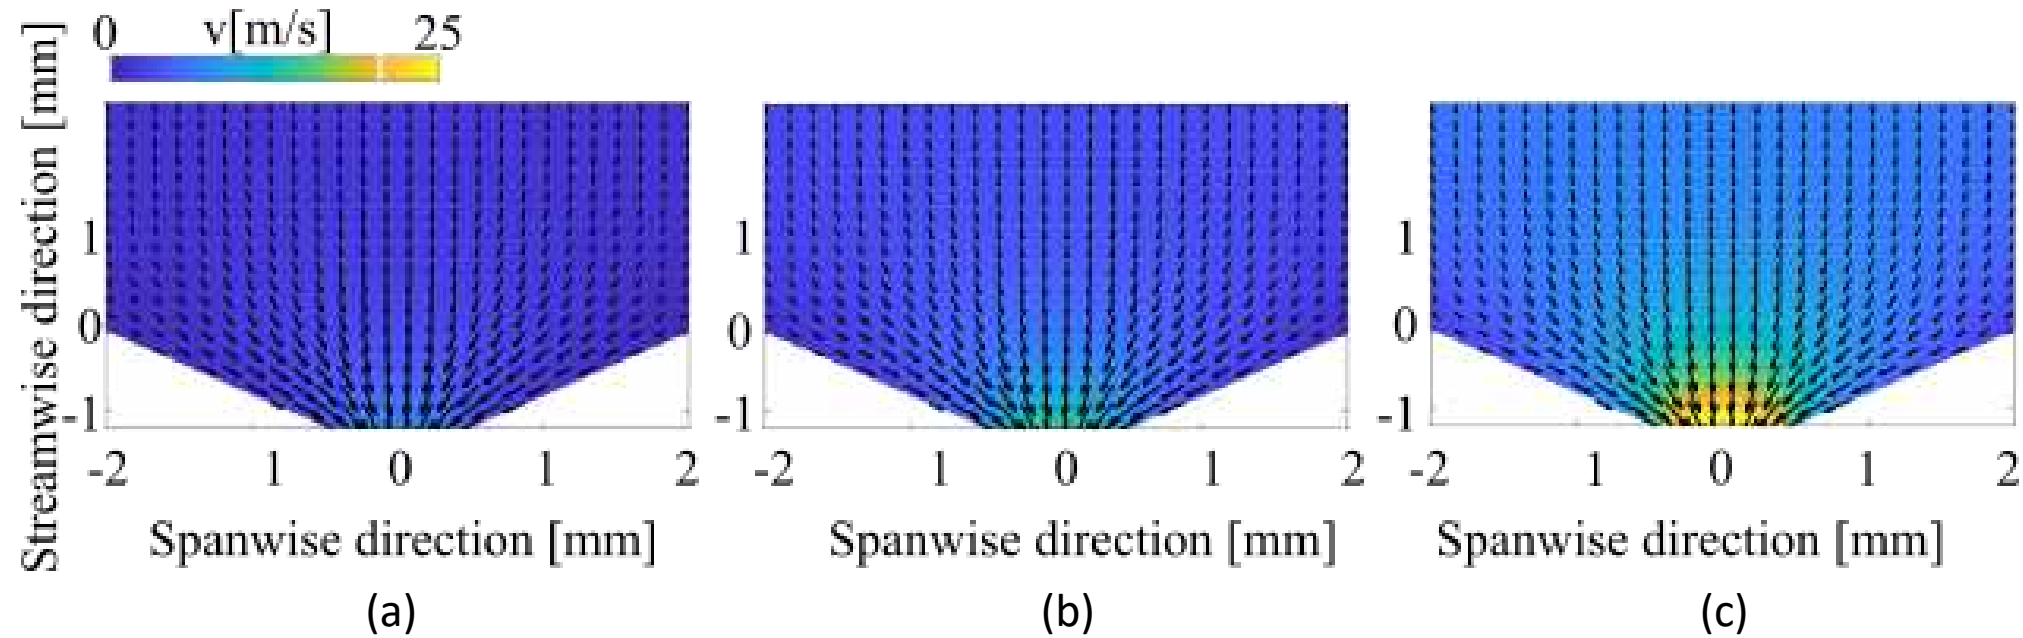 0 v[m/s] 25
Streamwise direction [mm]
1 1 1
0 0 0
-1 -1 -1
-2 1 0 1 2 -2 1 0 1 2 -2 1 0 1 2
Spanwise direction [mm] Spanwise direction [mm] Spanwise direction [mm]
(a) (b) (c)